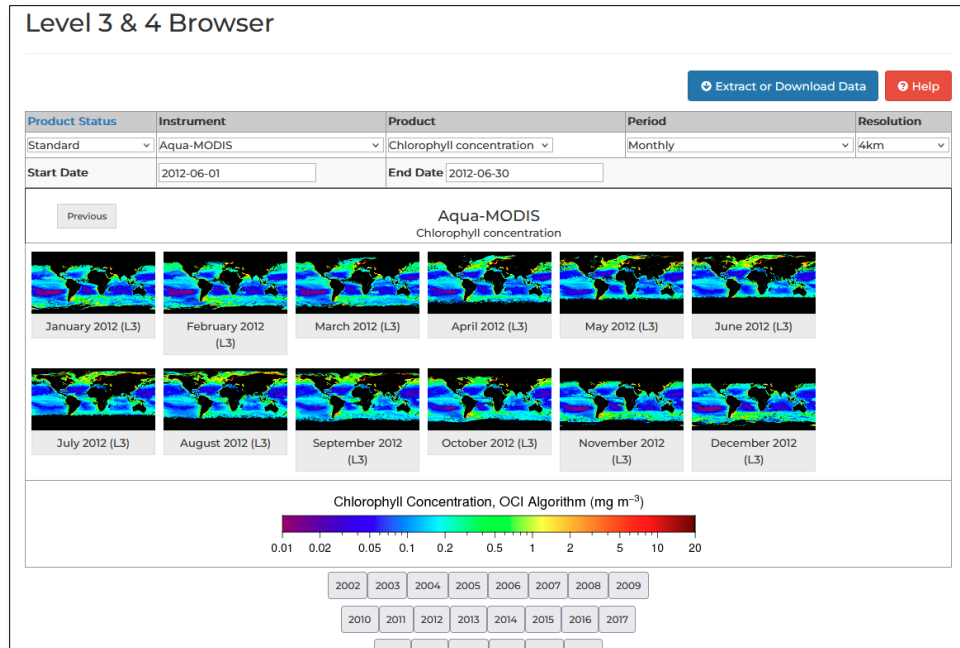 Level 3 & 4 Browser
Extract or Download Data
Help
Product Status Instrument Product Period Resolution
Standard Aqua-MODIS Chlorophyll concentration Monthly 4km
Start Date 2012-06-01 End Date 2012-06-30
Previous
Aqua-MODIS
Chlorophyll concentration
January 2012 (L3) February 2012 (L3) March 2012 (L3) April 2012 (L3) May 2012 (L3) June 2012 (L3)
July 2012 (L3) August 2012 (L3) September 2012 (L3) October 2012 (L3) November 2012 (L3) December 2012 (L3)
Chlorophyll Concentration, OCI Algorithm (mg m⁻³)
0.01 0.02 0.05 0.1 0.2 0.5 1 2 5 10 20
2002 2003 2004 2005 2006 2007 2008 2009
2010 2011 2012 2013 2014 2015 2016 2017